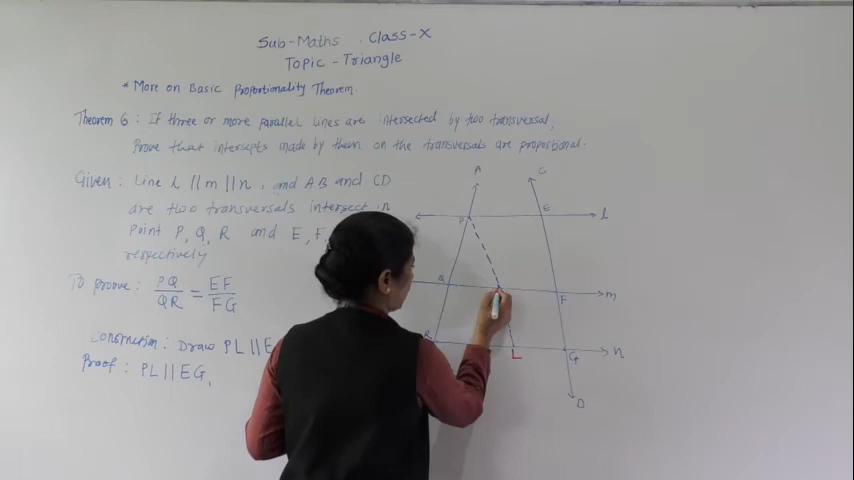 Sub-Maths . Class-X
Topic - Triangle
* More on Basic Proportionality Theorem.
Theorem 6 : If three or more parallel lines are intersected by two transversal,
Prove that intersepts made by them on the transversals are proportional.
Given : Line l || m || n , and AB and CD
are two transversals intersect in
Point P, Q, R and E, F,
respectively
To proove : PQ/QR = EF/FG
Construction : Draw PL || E
Proof : PL || EG,
A
C
P
E
l
Q
F
m
R
L
G
n
D